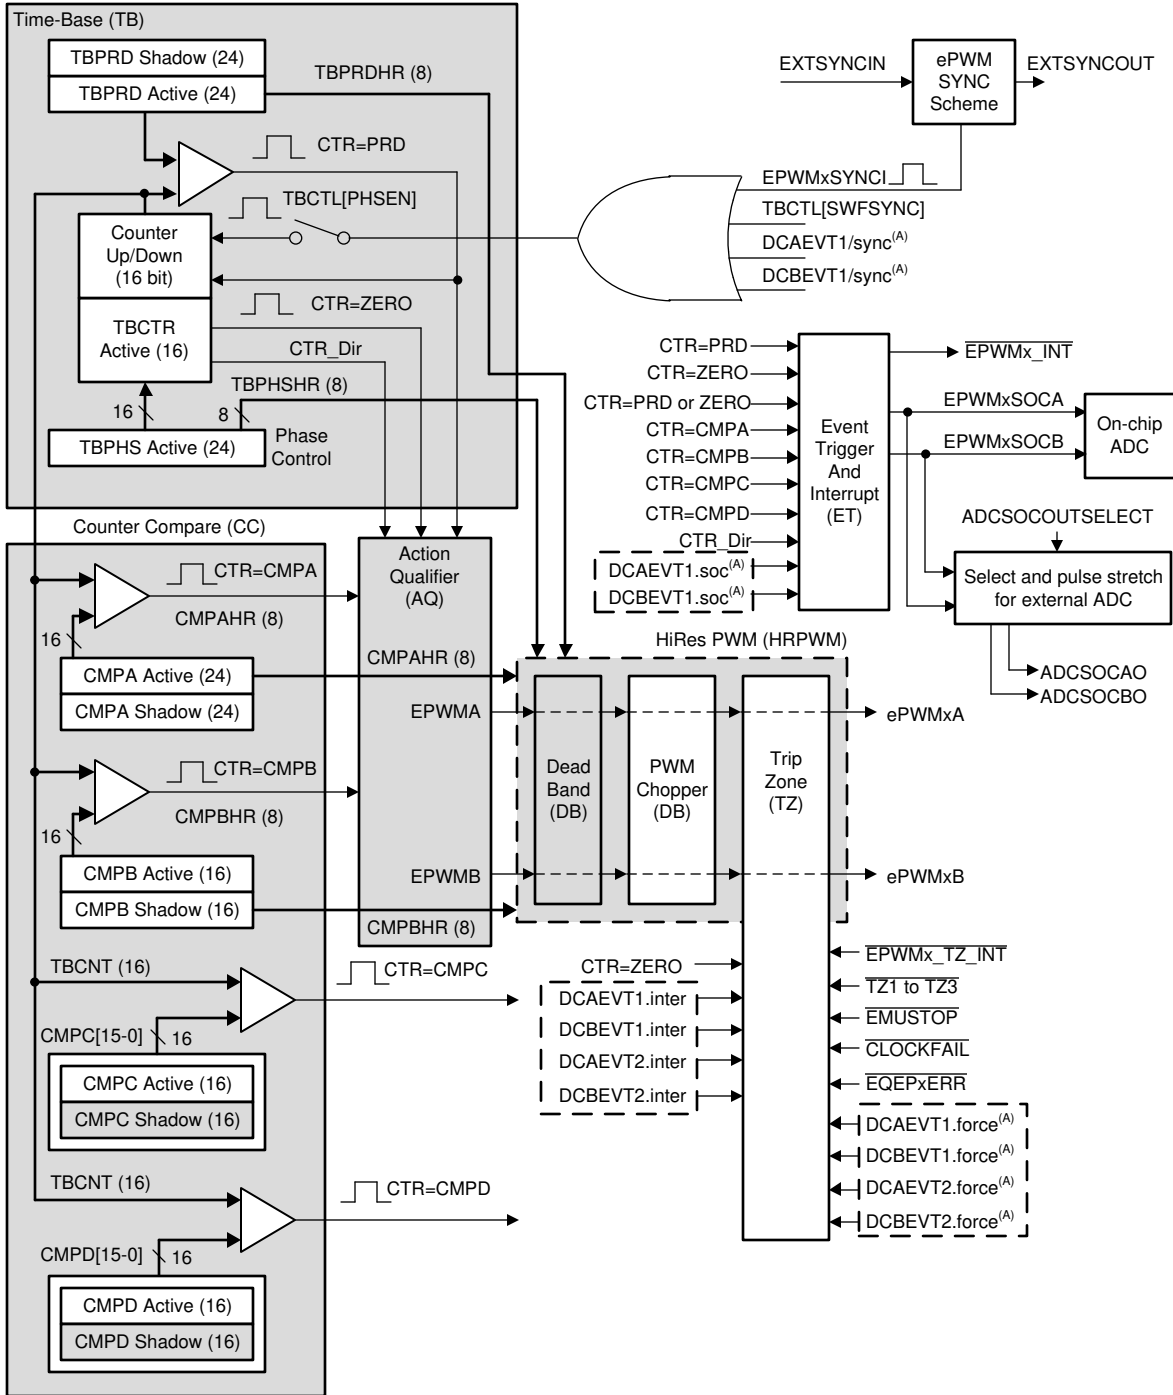 Time-Base (TB)
TBPRD Shadow (24)
TBPRD Active (24)
TBPRDHR (8)
CTR=PRD
TBCTL[PHSEN]
Counter
Up/Down
(16 bit)
CTR=ZERO
TBCTR
Active (16)
CTR_Dir
TBPHSHR (8)
16
8
TBPHS Active (24)
Phase
Control
EXTSYNCIN
ePWM
SYNC
Scheme
EXTSYNCOUT
EPWMxSYNCI
TBCTL[SWFSYNC]
DCAEVT1/sync(A)
DCBEVT1/sync(A)
CTR=PRD
CTR=ZERO
CTR=PRD or ZERO
CTR=CMPA
CTR=CMPB
CTR=CMPC
CTR=CMPD
CTR_Dir
DCAEVT1.soc(A)
DCBEVT1.soc(A)
Event
Trigger
And
Interrupt
(ET)
EPWMx_INT
EPWMxSOCA
EPWMxSOCB
On-chip
ADC
ADCSOCOUTSELECT
Select and pulse stretch
for external ADC
ADCSOCAO
ADCSOCBO
Counter Compare (CC)
CTR=CMPA
CMPAHR (8)
16
CMPA Active (24)
CMPA Shadow (24)
CTR=CMPB
CMPBHR (8)
16
CMPB Active (16)
CMPB Shadow (16)
TBCNT (16)
CTR=CMPC
CMPC[15-0]
16
CMPC Active (16)
CMPC Shadow (16)
TBCNT (16)
CTR=CMPD
CMPD[15-0]
16
CMPD Active (16)
CMPD Shadow (16)
Action
Qualifier
(AQ)
CMPAHR (8)
EPWMA
EPWMB
CMPBHR (8)
HiRes PWM (HRPWM)
Dead
Band
(DB)
PWM
Chopper
(DB)
Trip
Zone
(TZ)
ePWMxA
ePWMxB
CTR=ZERO
DCAEVT1.inter
DCBEVT1.inter
DCAEVT2.inter
DCBEVT2.inter
EPWMx_TZ_INT
TZ1 to TZ3
EMUSTOP
CLOCKFAIL
EQEPxERR
DCAEVT1.force(A)
DCBEVT1.force(A)
DCAEVT2.force(A)
DCBEVT2.force(A)